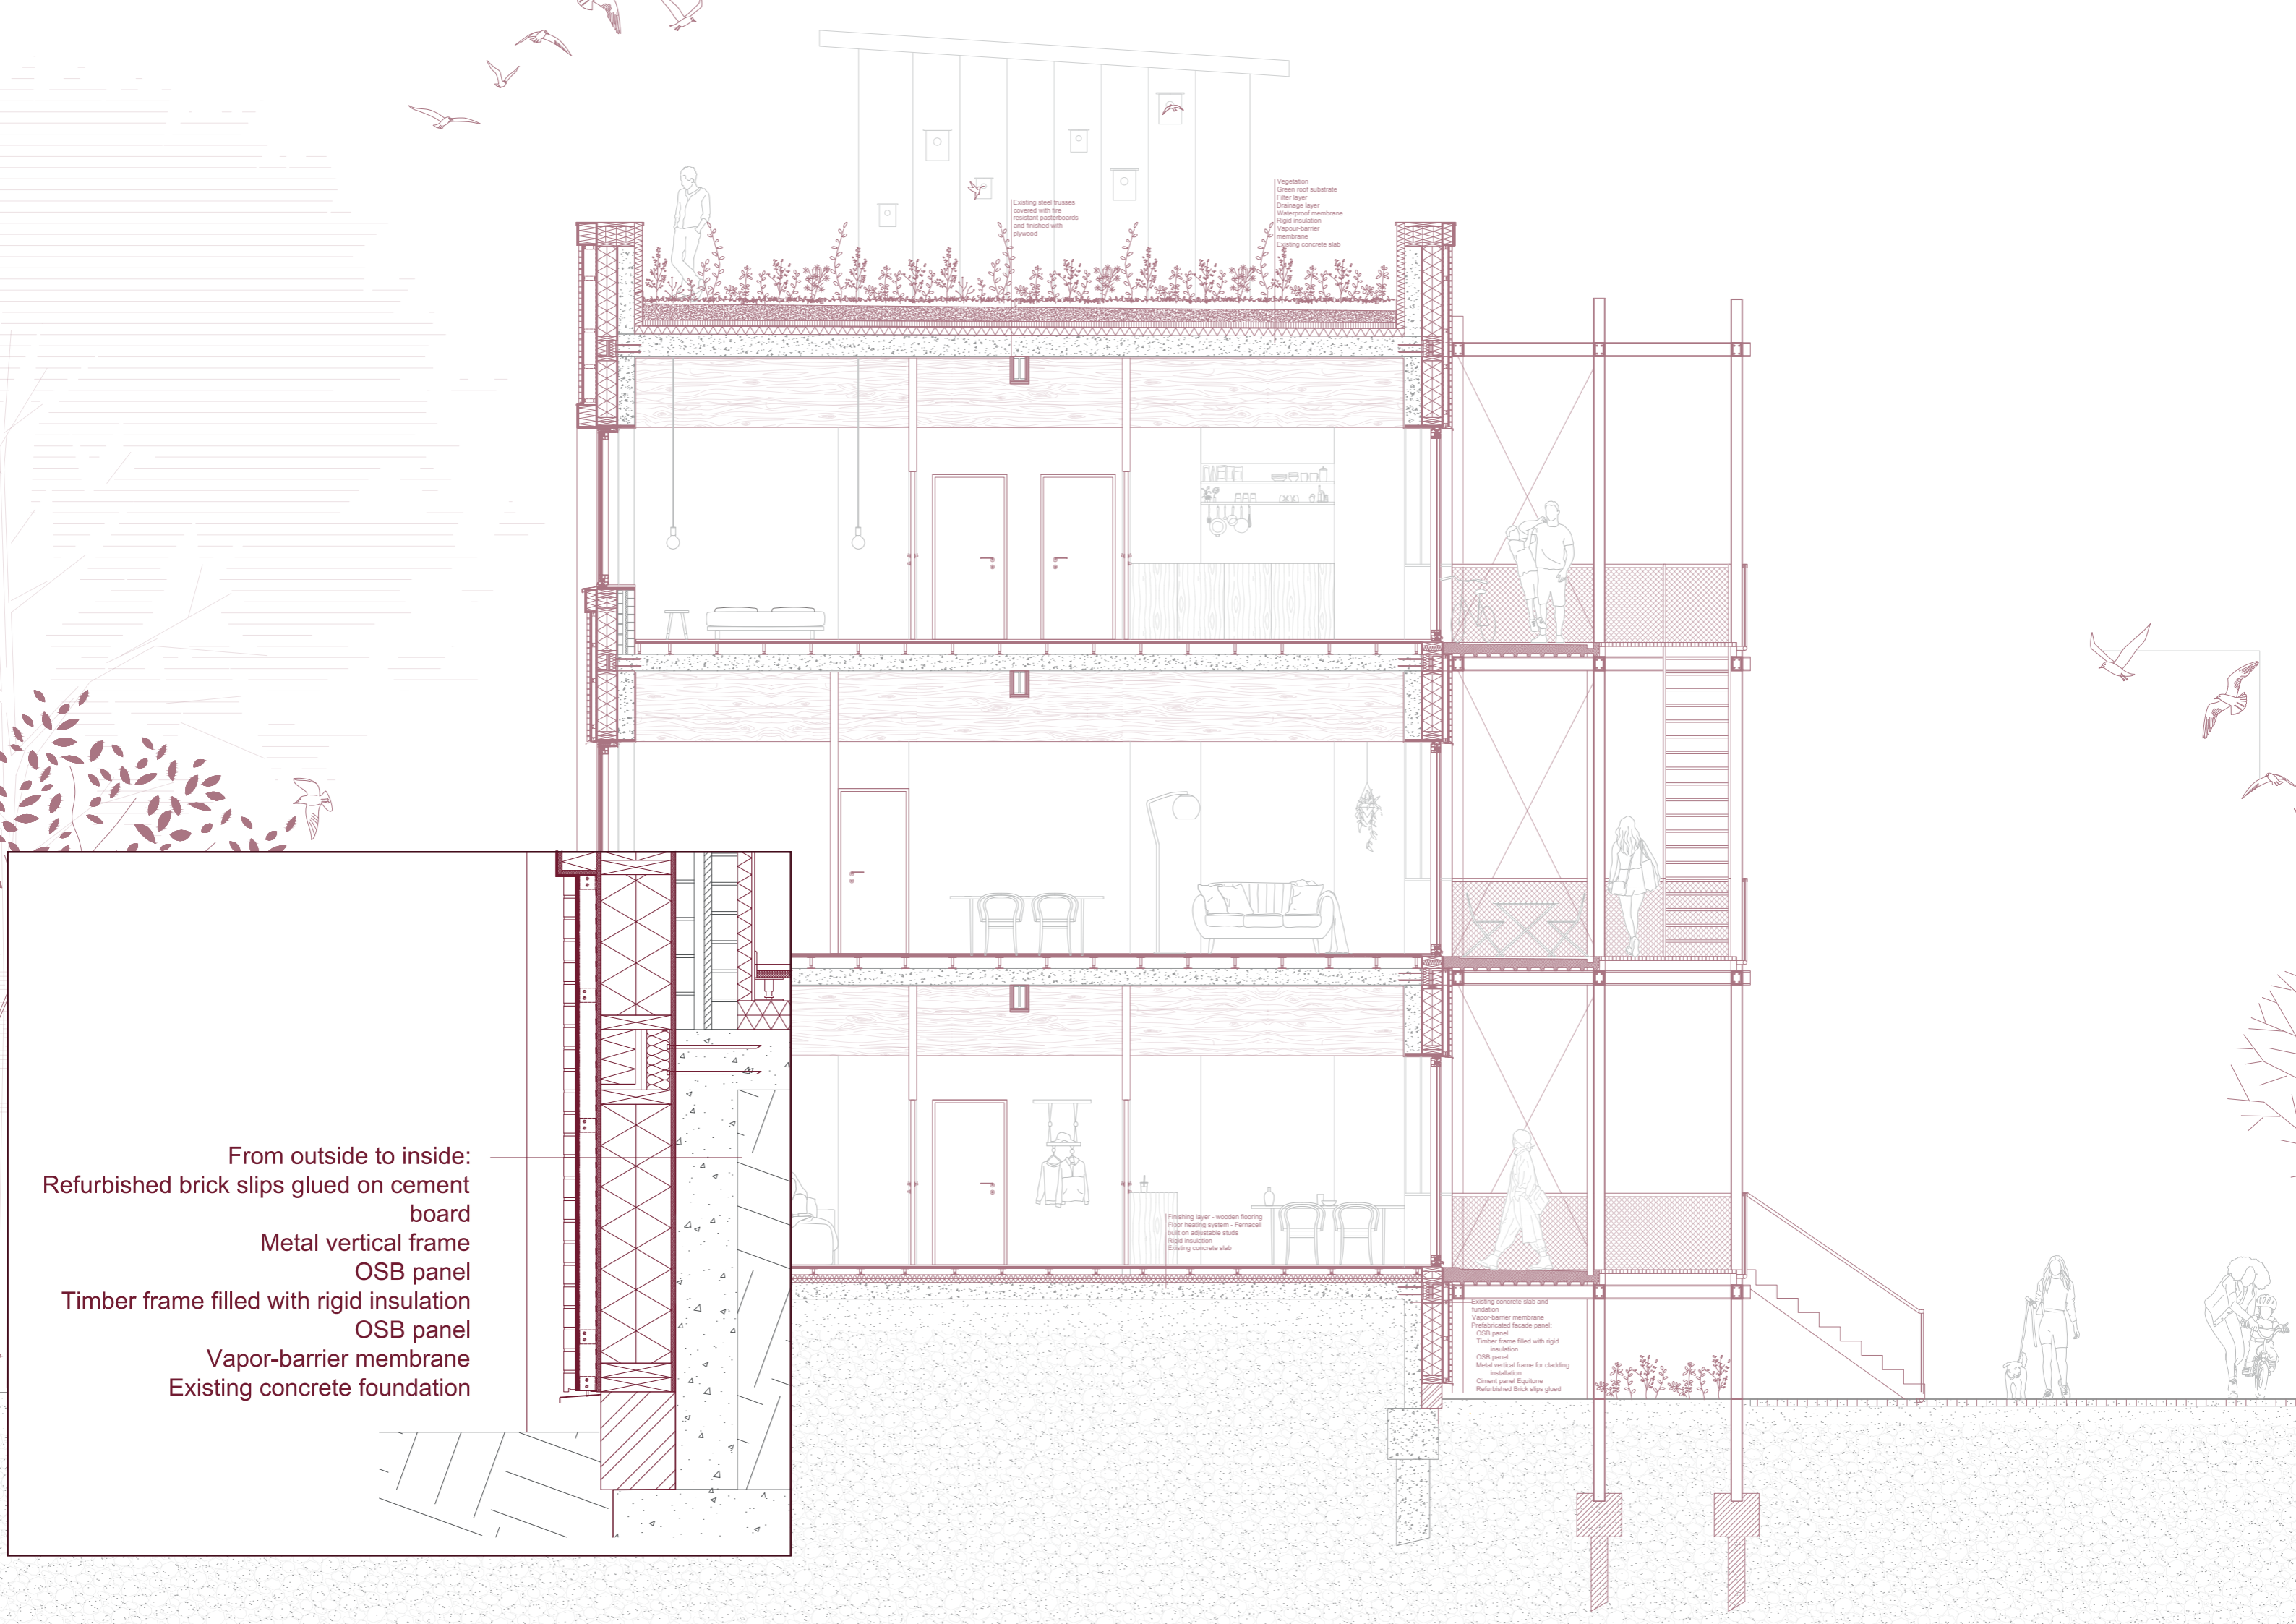 Existing steel trusses
covered with fire
resistant pasterboards
and finished with
plywood
Vegetation
Green roof substrate
Filter layer
Drainage layer
Waterproof membrane
Rigid insulation
Vapour-barrier
membrane
Existing concrete slab
From outside to inside:
Refurbished brick slips glued on cement
board
Metal vertical frame
OSB panel
Timber frame filled with rigid insulation
OSB panel
Vapor-barrier membrane
Existing concrete foundation
Finishing layer - wooden flooring
Floor heating system - Fernacell
built on adjustable studs
Rigid insulation
Existing concrete slab
Existing concrete slab and
fundation
Vapor-barrier membrane
Prefabricated facade panel:
OSB panel
Timber frame filled with rigid
insulation
OSB panel
Metal vertical frame for cladding
installation
Ciment panel Equitone
Refurbished Brick slips glued